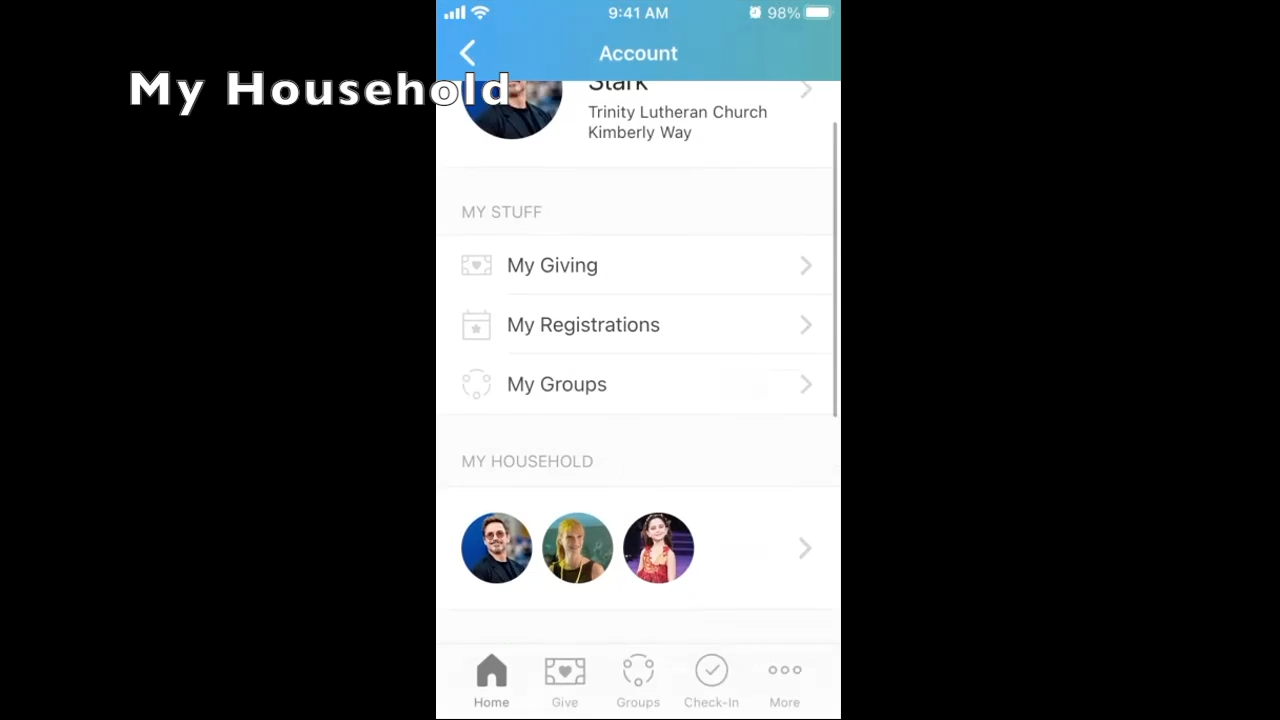 9:41 AM
98%
Account
My Household
Stark
Trinity Lutheran Church
Kimberly Way
MY STUFF
My Giving
My Registrations
My Groups
MY HOUSEHOLD
Home
Give
Groups
Check-In
More